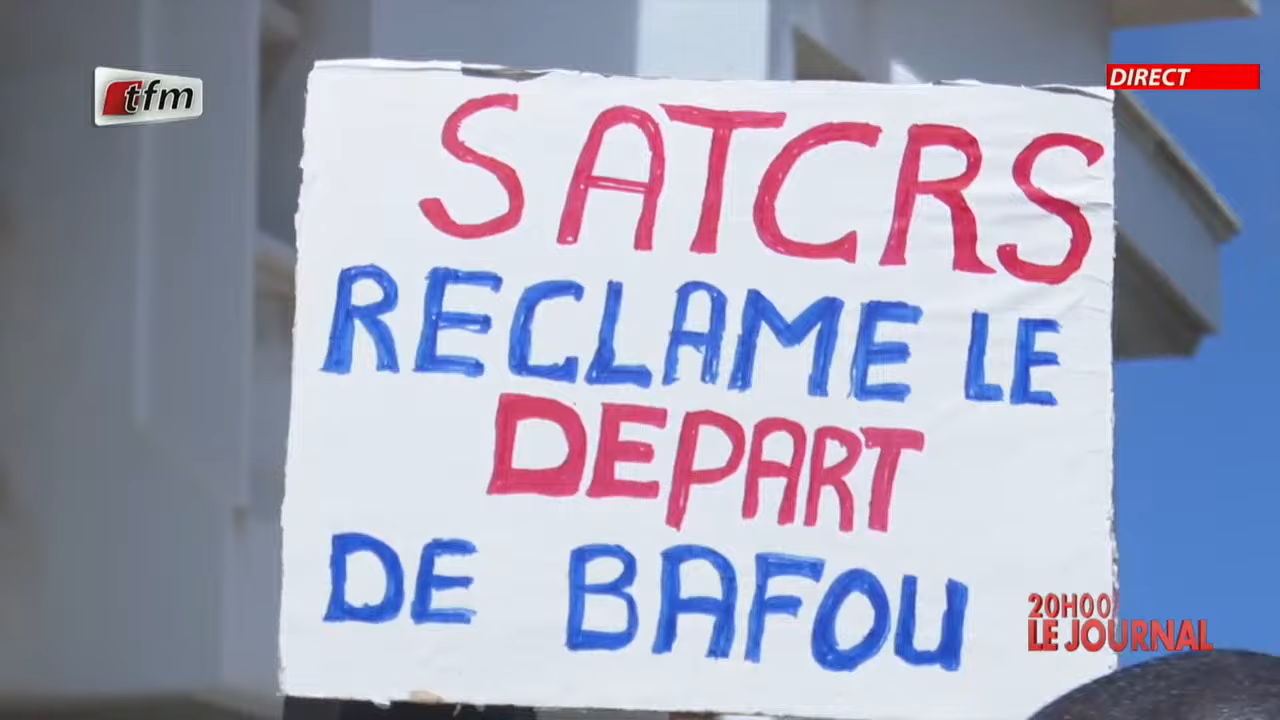 tfm
DIRECT
SATCRS
RECLAME LE
DEPART
DE BAFOU
20H00
LE JOURNAL